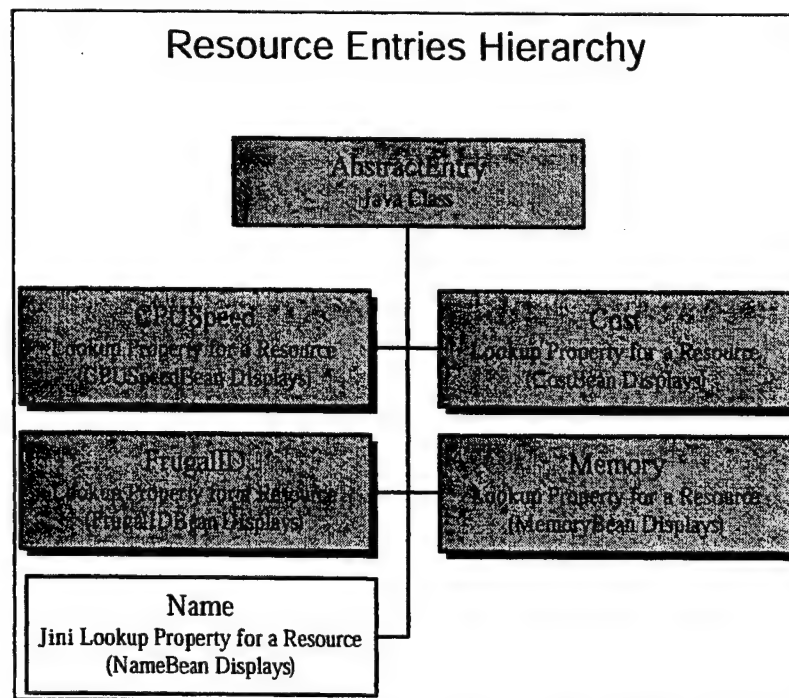 Resource Entries Hierarchy
AbstractEntry
Java Class
CPUSpeed
Lookup Property for a Resource
(CPUSpeedBean Displays)
Cost
Lookup Property for a Resource
(CostBean Displays)
FrugalID
Lookup Property for a Resource
(FrugalIDBean Displays)
Memory
Lookup Property for a Resource
(MemoryBean Displays)
Name
Jini Lookup Property for a Resource
(NameBean Displays)